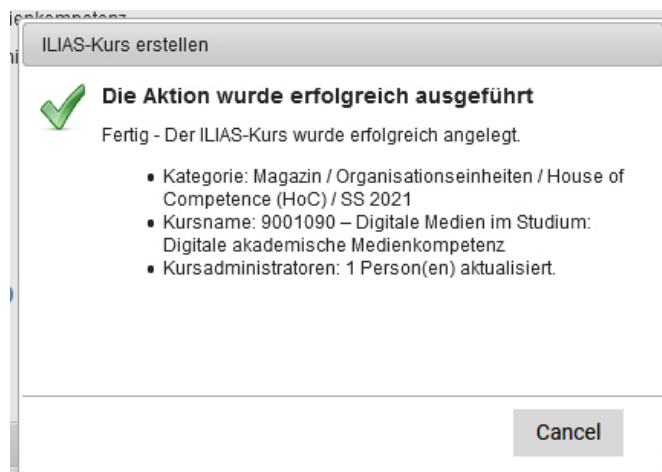 ienkompetenz
ILIAS-Kurs erstellen
Die Aktion wurde erfolgreich ausgeführt
Fertig - Der ILIAS-Kurs wurde erfolgreich angelegt.
• Kategorie: Magazin / Organisationseinheiten / House of
Competence (HoC) / SS 2021
• Kursname: 9001090 – Digitale Medien im Studium:
Digitale akademische Medienkompetenz
• Kursadministratoren: 1 Person(en) aktualisiert.
Cancel